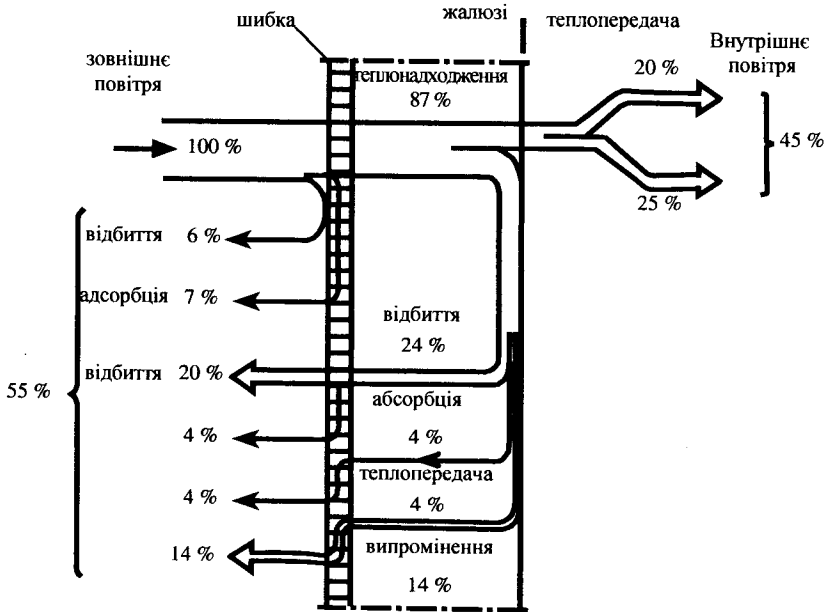 шибка
жалюзі
теплопередача
зовнішнє
повітря
Внутрішнє
повітря
теплонадходження
87 %
20 %
100 %
45 %
25 %
відбиття 6 %
адсорбція 7 %
відбиття
24 %
відбиття 20 %
55 %
абсорбція
4 %
4 %
теплопередача
4 %
4 %
14 %
випромінення
14 %